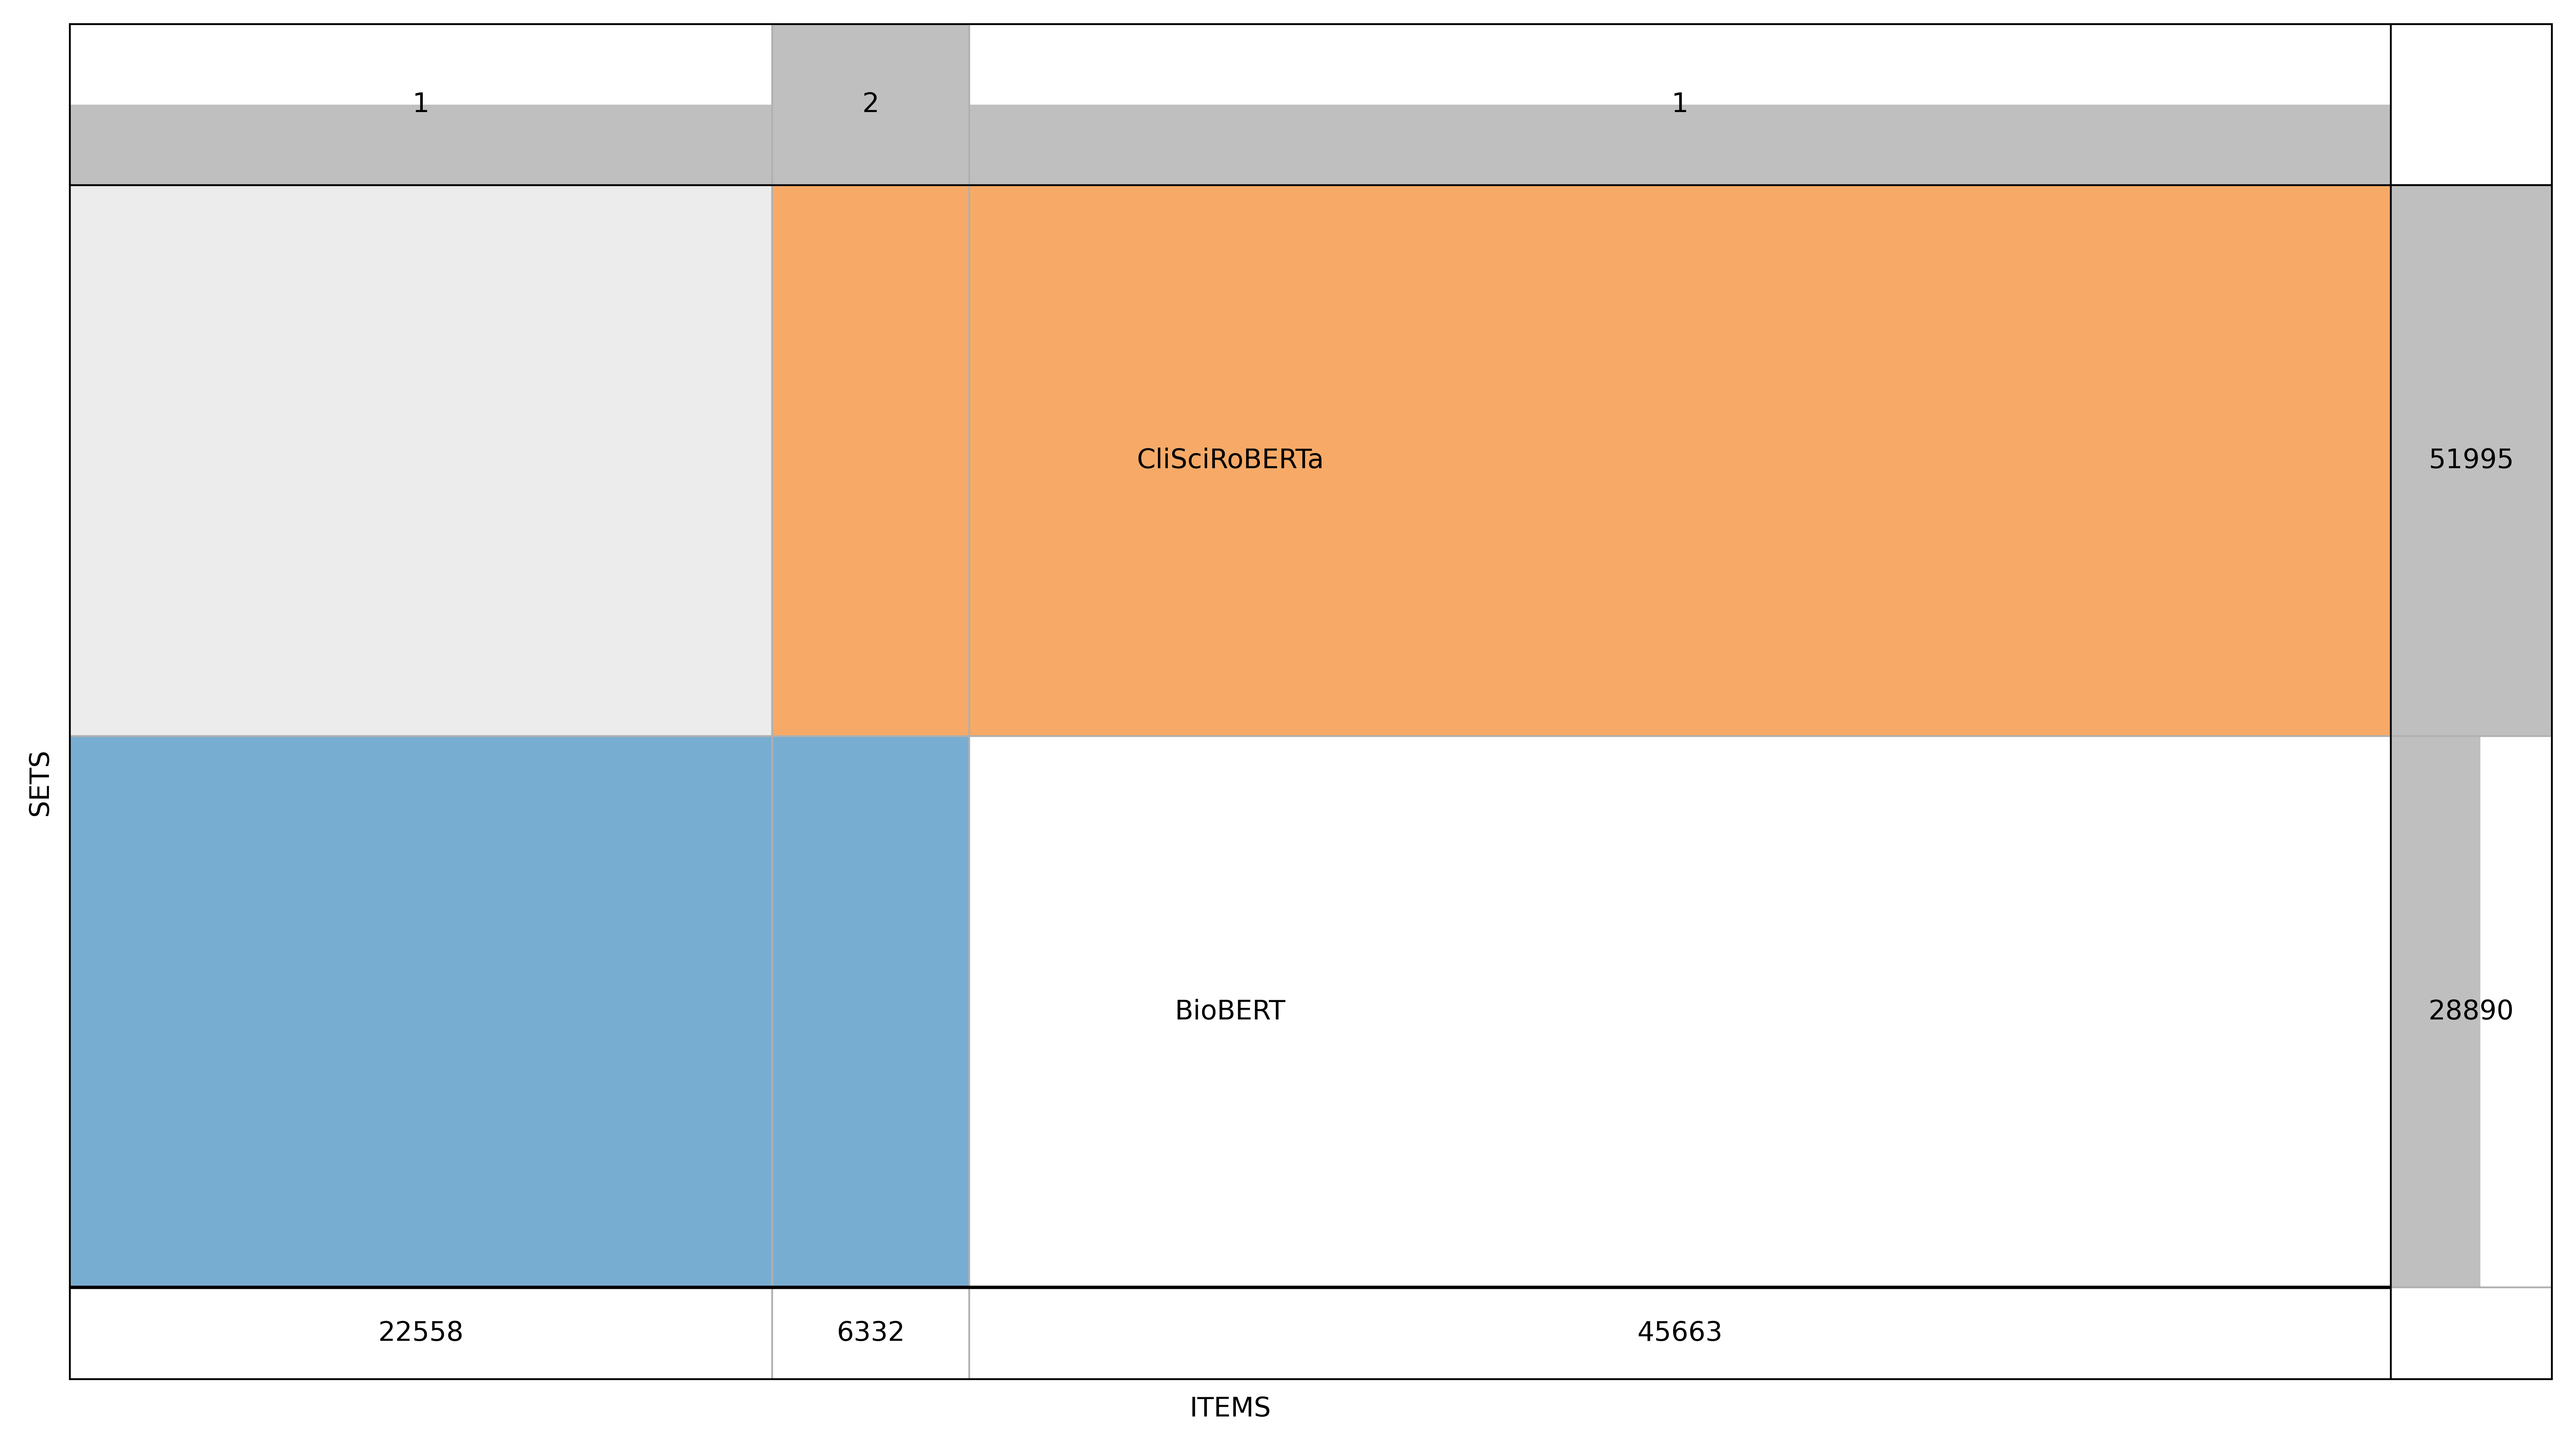 1 2 1
CliSciRoBERTa 51995
SETS
BioBERT 28890
22558 6332 45663
ITEMS